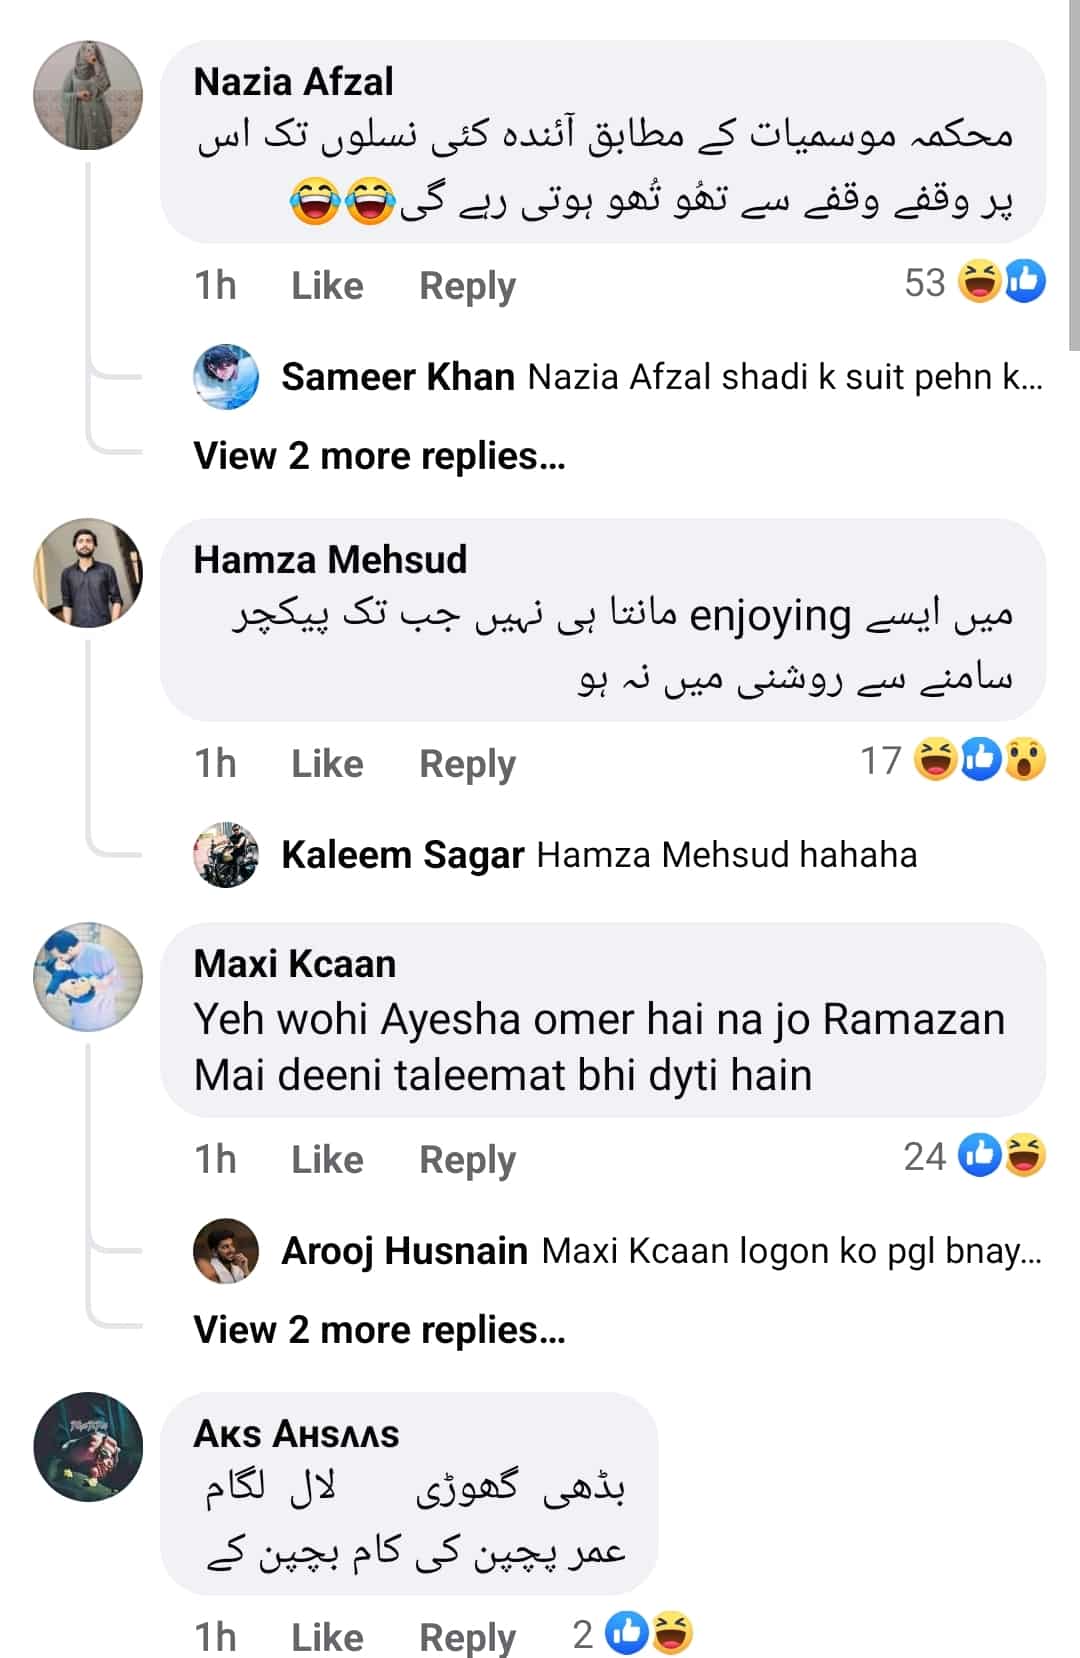 Nazia Afzal
محکمہ موسمیات کے مطابق آئندہ کئی نسلوں تک اس
پر وقفے وقفے سے تھُو تُھو ہوتی رہے گی😂😂
1h Like Reply 53
Sameer Khan Nazia Afzal shadi k suit pehn k...
View 2 more replies...
Hamza Mehsud
میں ایسے enjoying مانتا ہی نہیں جب تک پیکچر
سامنے سے روشنی میں نہ ہو
1h Like Reply 17
Kaleem Sagar Hamza Mehsud hahaha
Maxi Kcaan
Yeh wohi Ayesha omer hai na jo Ramazan
Mai deeni taleemat bhi dyti hain
1h Like Reply 24
Arooj Husnain Maxi Kcaan logon ko pgl bnay...
View 2 more replies...
Aᴋs Aʜsᴧᴧs
بڈھی گھوڑی لال لگام
عمر پچپن کی کام بچپن کے
1h Like Reply 2